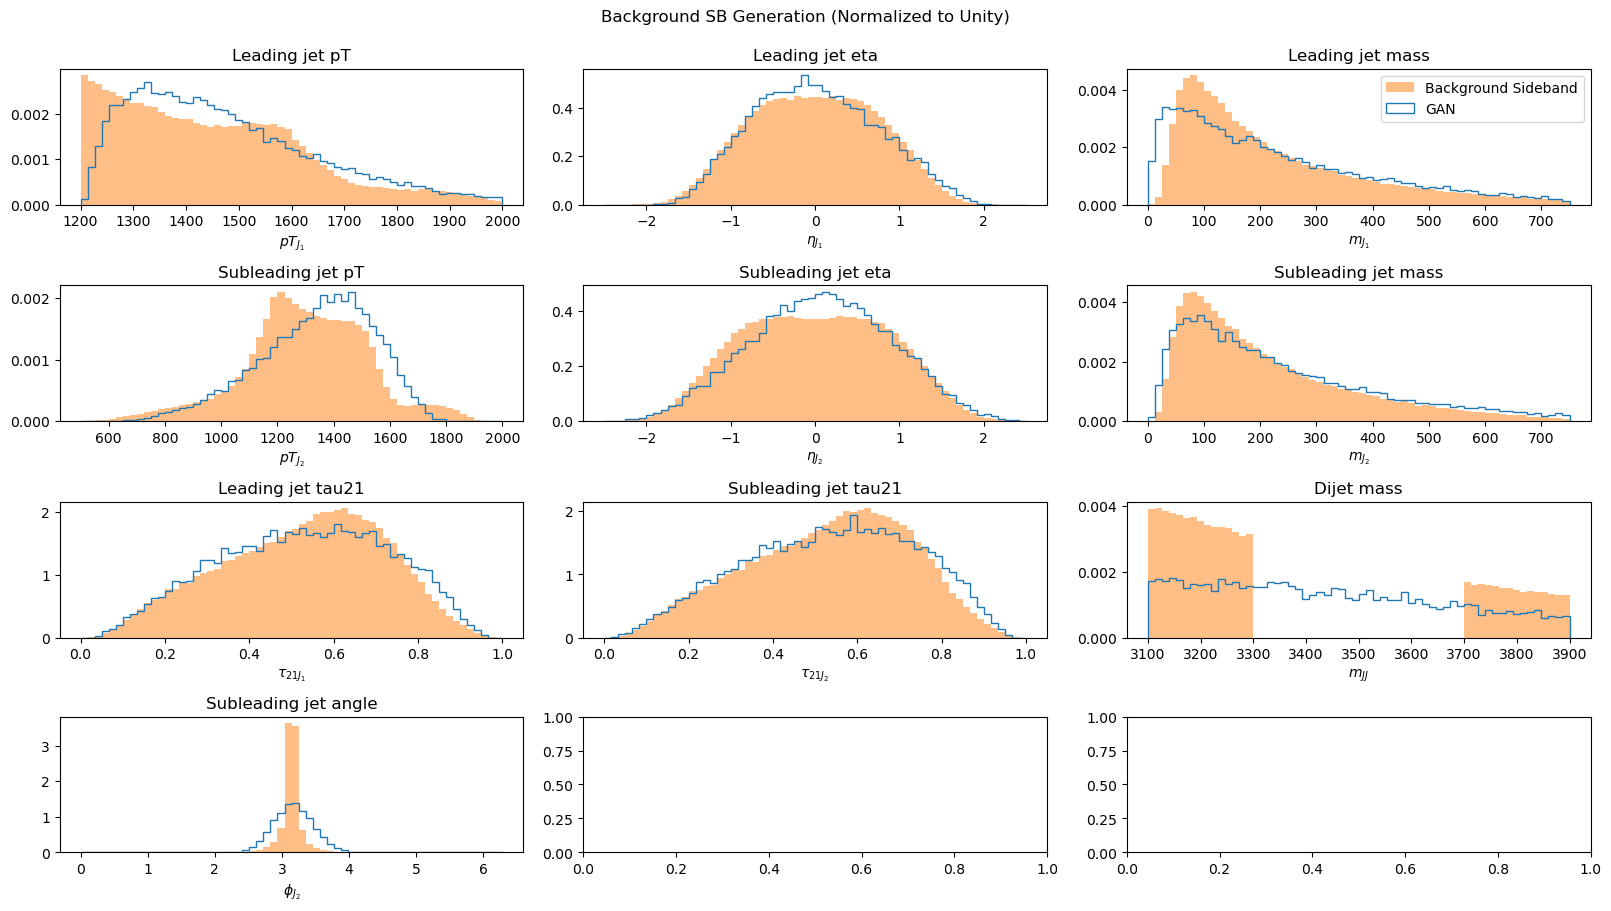 Background SB Generation (Normalized to Unity)
Leading jet pT
0.000
0.001
0.002
1200 1300 1400 1500 1600 1700 1800 1900 2000
pT_{J_1}
Leading jet eta
0.0
0.2
0.4
−2 −1 0 1 2
η_{J_1}
Leading jet mass
Background Sideband
GAN
0.004
0.002
0.000
0 100 200 300 400 500 600 700
m_{J_1}
Subleading jet pT
0.002
0.001
0.000
600 800 1000 1200 1400 1600 1800 2000
pT_{J_2}
Subleading jet eta
0.4
0.2
0.0
−2 −1 0 1 2
η_{J_2}
Subleading jet mass
0.004
0.002
0.000
0 100 200 300 400 500 600 700
m_{J_2}
Leading jet tau21
2
1
0
0.0 0.2 0.4 0.6 0.8 1.0
τ_{21J_1}
Subleading jet tau21
2
1
0
0.0 0.2 0.4 0.6 0.8 1.0
τ_{21J_2}
Dijet mass
0.004
0.002
0.000
3100 3200 3300 3400 3500 3600 3700 3800 3900
m_{JJ}
Subleading jet angle
3
2
1
0
0 1 2 3 4 5 6
ϕ_{J_2}
1.00
0.75
0.50
0.25
0.00
0.0 0.2 0.4 0.6 0.8 1.0
1.00
0.75
0.50
0.25
0.00
0.0 0.2 0.4 0.6 0.8 1.0